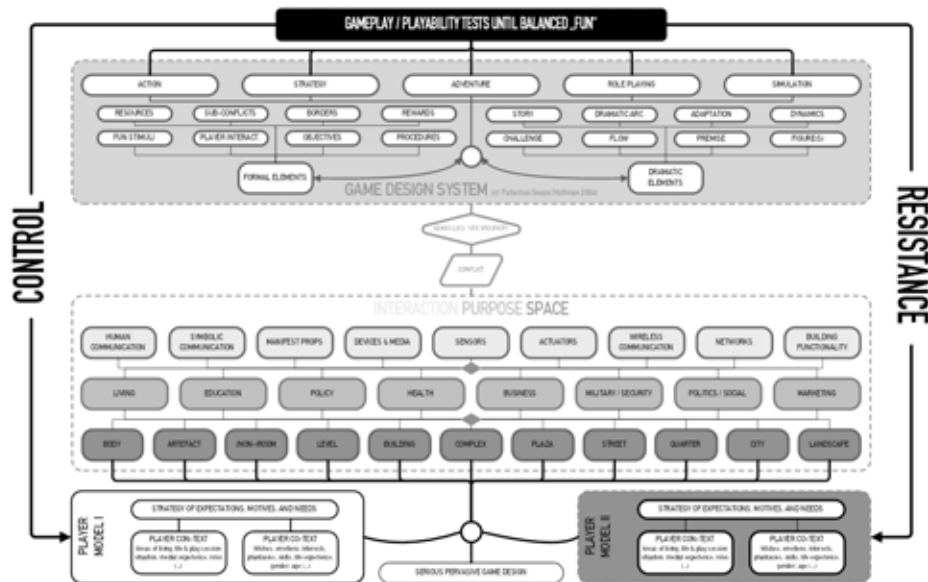 GAMEPLAY / PLAYABILITY TESTS UNTIL BALANCED „FUN"
ACTION
STRATEGY
ADVENTURE
ROLE PLAYING
SIMULATION
RESOURCES
SUB-CONFLICTS
BORDERS
REWARDS
STORY
DRAMATIC ARC
ADAPTATION
DYNAMICS
FUN STIMULI
PLAYER INTERACT.
OBJECTIVES
PROCEDURES
CHALLENGE
FLOW
PREMISE
FIGURE(S)
FORMAL ELEMENTS
DRAMATIC
ELEMENTS
GAME DESIGN SYSTEM
CONTROL
RESISTANCE
CONFLICT
INTERACTION PURPOSE SPACE
HUMAN
COMMUNICATION
SYMBOLIC
COMMUNICATION
MANIFEST PROPS
DEVICES & MEDIA
SENSORS
ACTUATORS
WIRELESS
COMMUNICATION
NETWORKS
BUILDING
FUNCTIONALITY
LIVING
EDUCATION
POLICY
HEALTH
BUSINESS
MILITARY / SECURITY
POLITICS / SOCIAL
MARKETING
BODY
ARTEFACT
(NON-)ROOM
LEVEL
BUILDING
COMPLEX
PLAZA
STREET
QUARTER
CITY
LANDSCAPE
PLAYER
MODEL I
STRATEGY OF EXPECTATIONS, MOTIVES, AND NEEDS
PLAYER CON-TEXT
PLAYER CO-TEXT
PLAYER
MODEL II
STRATEGY OF EXPECTATIONS, MOTIVES, AND NEEDS
PLAYER CON-TEXT
PLAYER CO-TEXT
SERIOUS PERVASIVE GAME DESIGN